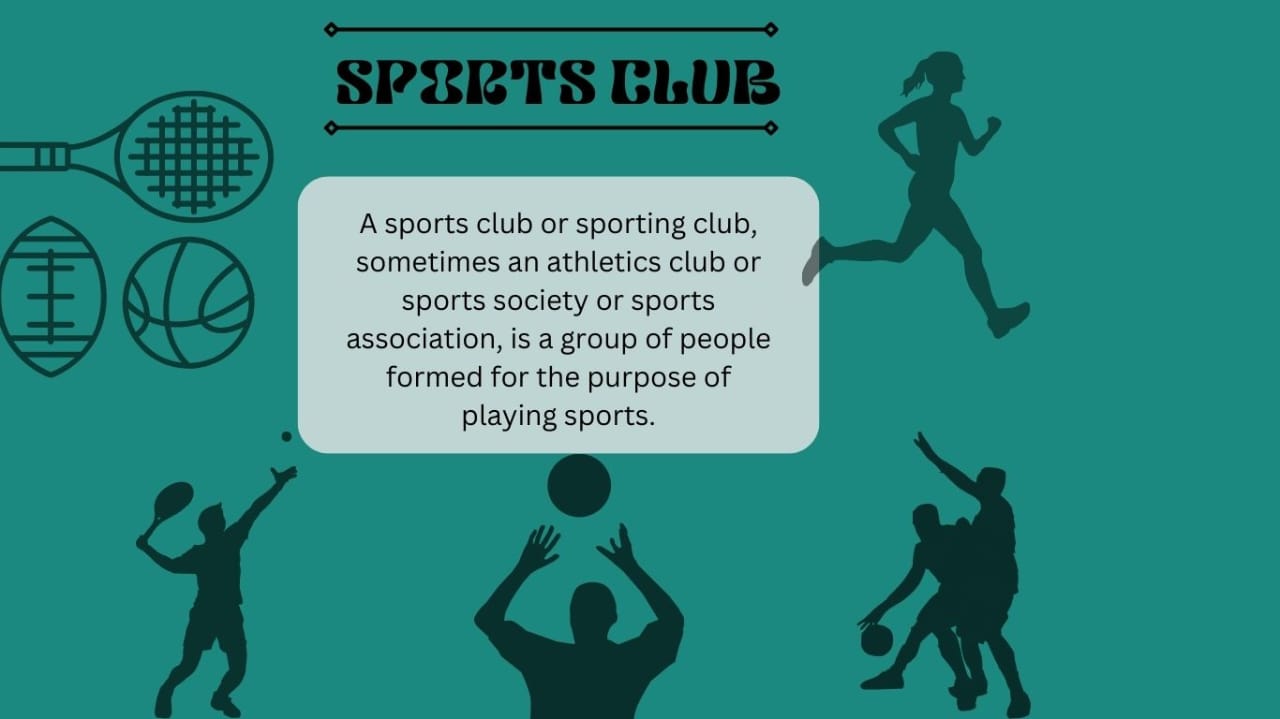 SPORTS CLUB
A sports club or sporting club,
sometimes an athletics club or
sports society or sports
association, is a group of people
formed for the purpose of
playing sports.